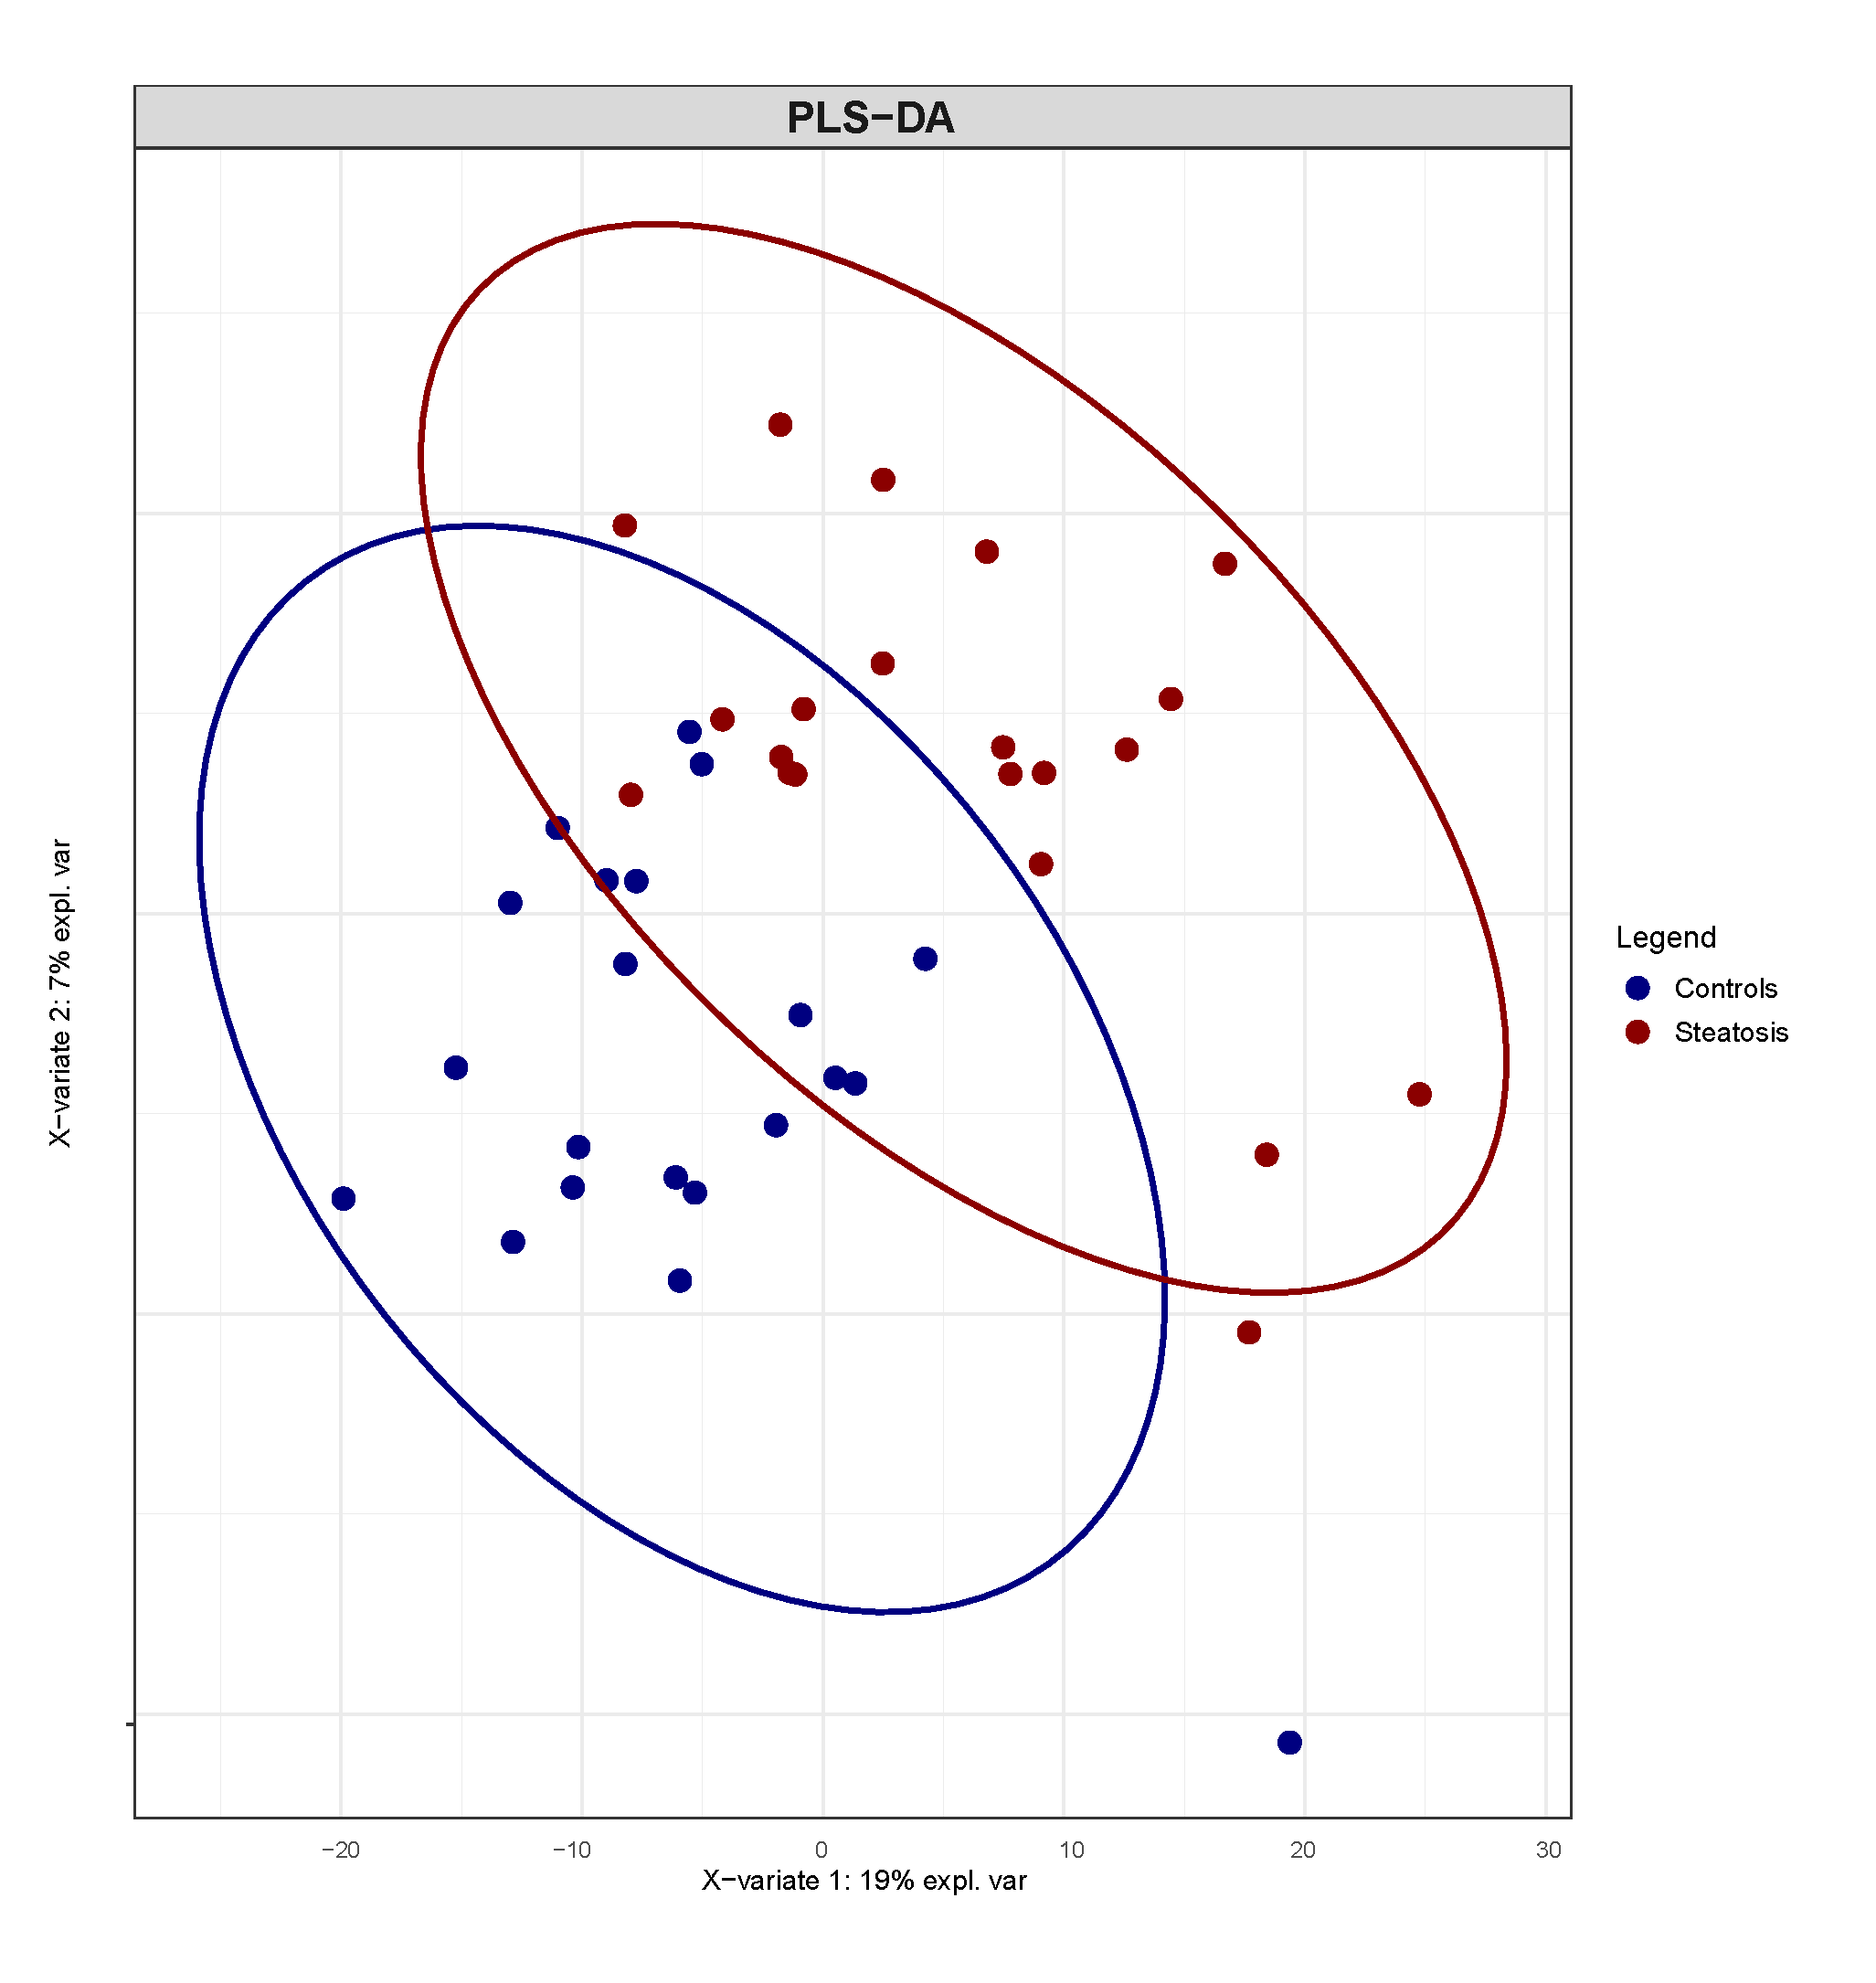 PLS−DA
X−variate 2: 7% expl. var
Legend
Controls
Steatosis
−20 −10 0 10 20 30
X−variate 1: 19% expl. var